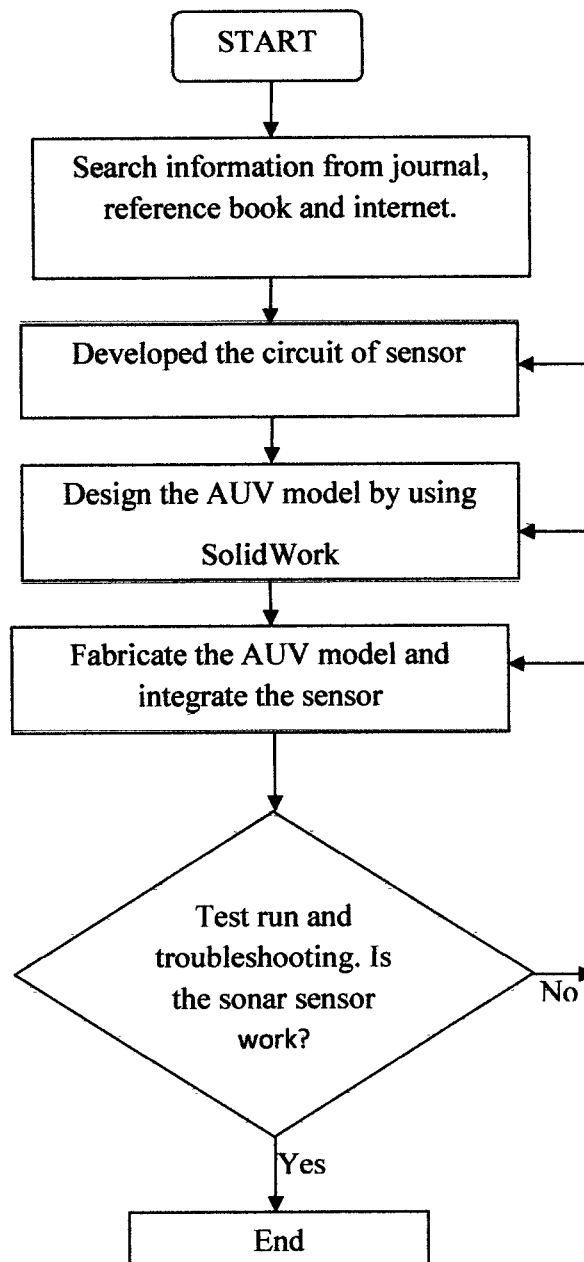 START
Search information from journal,
reference book and internet.
Developed the circuit of sensor
Design the AUV model by using
SolidWork
Fabricate the AUV model and
integrate the sensor
Test run and
troubleshooting. Is
the sonar sensor
work?
No
Yes
End